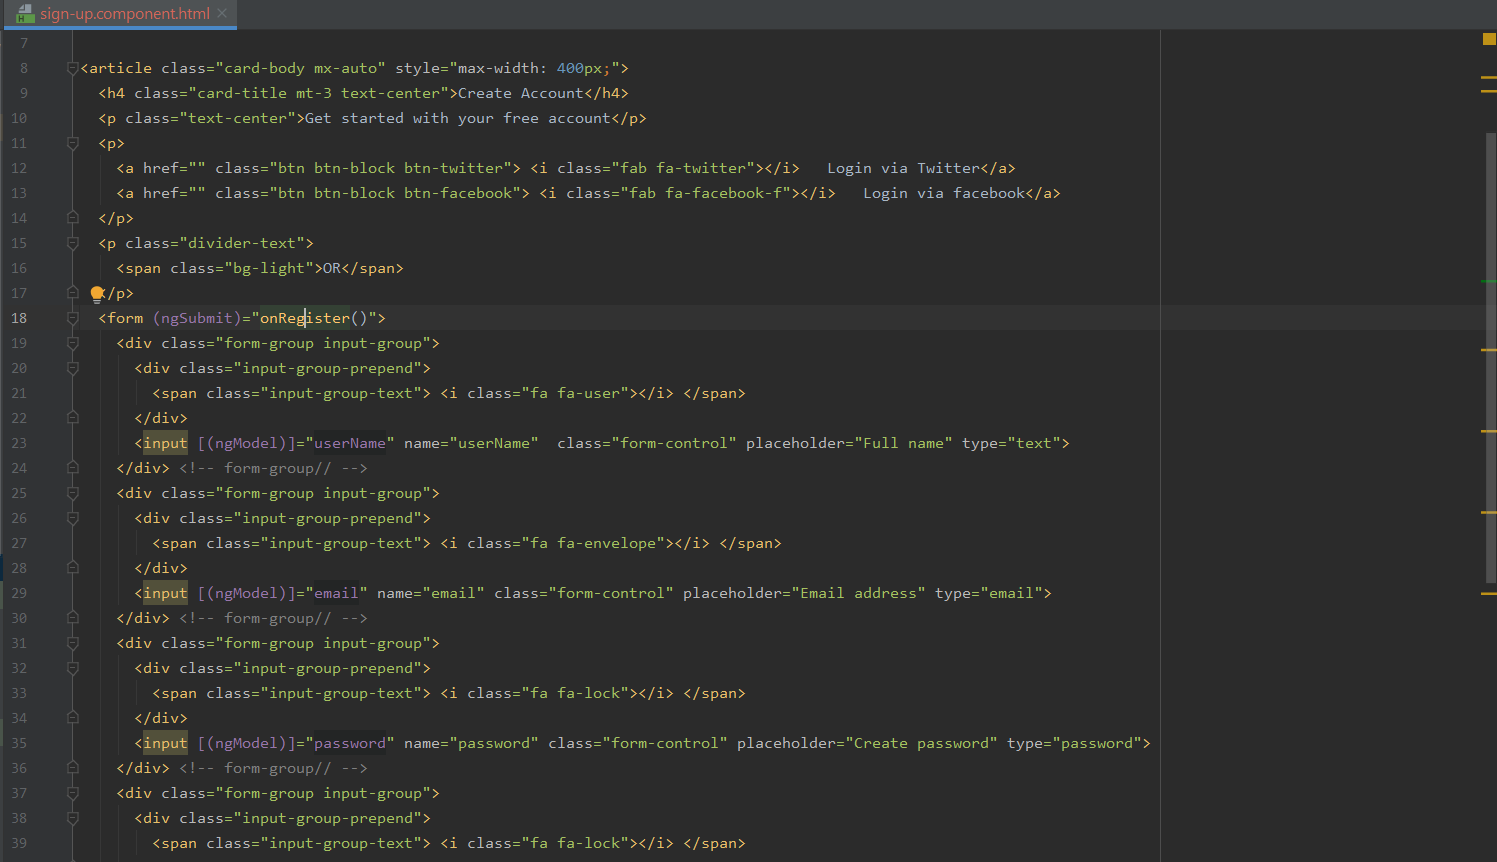 sign-up.component.html
7
8 <article class="card-body mx-auto" style="max-width: 400px;">
9 <h4 class="card-title mt-3 text-center">Create Account</h4>
10 <p class="text-center">Get started with your free account</p>
11 <p>
12 <a href="" class="btn btn-block btn-twitter"> <i class="fab fa-twitter"></i>   Login via Twitter</a>
13 <a href="" class="btn btn-block btn-facebook"> <i class="fab fa-facebook-f"></i>   Login via facebook</a>
14 </p>
15 <p class="divider-text">
16 <span class="bg-light">OR</span>
17 </p>
18 <form (ngSubmit)="onRegister()">
19 <div class="form-group input-group">
20 <div class="input-group-prepend">
21 <span class="input-group-text"> <i class="fa fa-user"></i> </span>
22 </div>
23 <input [(ngModel)]="userName" name="userName"  class="form-control" placeholder="Full name" type="text">
24 </div> <!-- form-group// -->
25 <div class="form-group input-group">
26 <div class="input-group-prepend">
27 <span class="input-group-text"> <i class="fa fa-envelope"></i> </span>
28 </div>
29 <input [(ngModel)]="email" name="email" class="form-control" placeholder="Email address" type="email">
30 </div> <!-- form-group// -->
31 <div class="form-group input-group">
32 <div class="input-group-prepend">
33 <span class="input-group-text"> <i class="fa fa-lock"></i> </span>
34 </div>
35 <input [(ngModel)]="password" name="password" class="form-control" placeholder="Create password" type="password">
36 </div> <!-- form-group// -->
37 <div class="form-group input-group">
38 <div class="input-group-prepend">
39 <span class="input-group-text"> <i class="fa fa-lock"></i> </span>